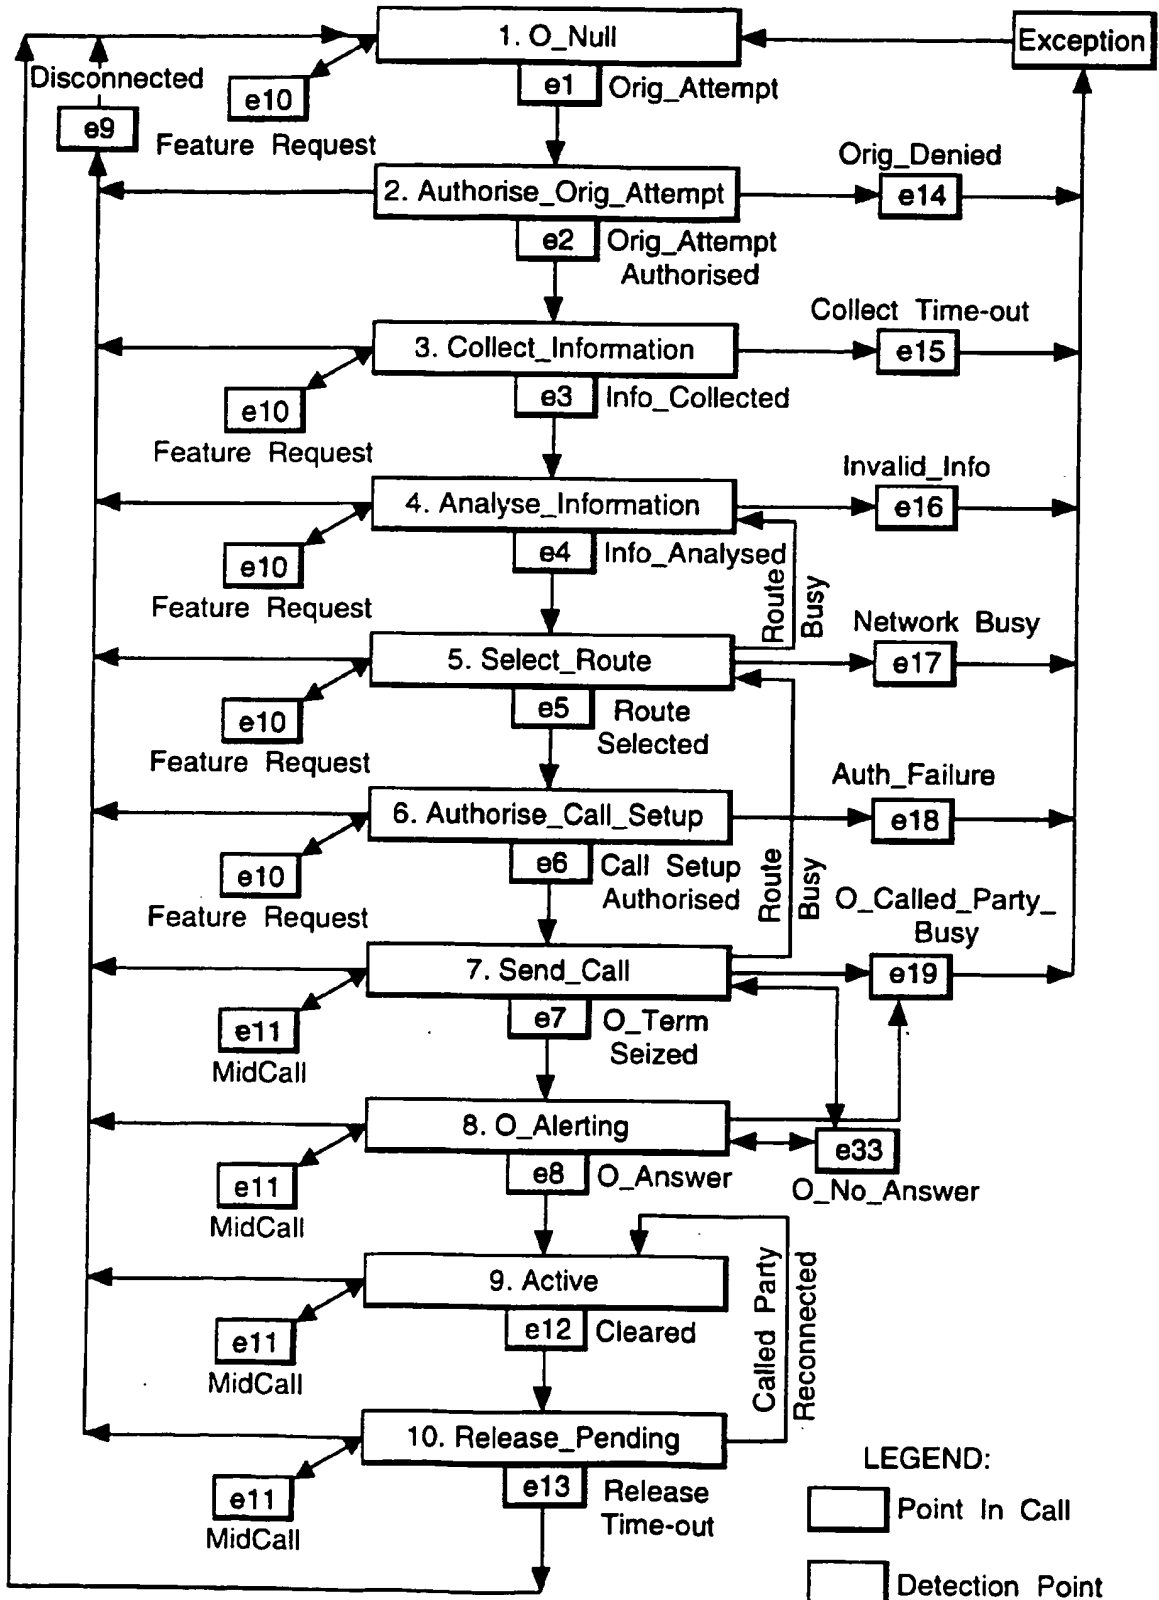 1. O_Null
Exception
Disconnected
e10
e1
Orig_Attempt
e9
Feature Request
Orig_Denied
2. Authorise_Orig_Attempt
e14
e2
Orig_Attempt
Authorised
Collect Time-out
3. Collect_Information
e15
e10
e3
Info_Collected
Feature Request
Invalid_Info
4. Analyse_Information
e16
e10
e4
Info_Analysed
Route
Busy
Feature Request
Network Busy
5. Select_Route
e17
e10
e5
Route
Selected
Feature Request
Auth_Failure
6. Authorise_Call_Setup
e18
e10
e6
Call Setup
Authorised
Route
Busy
Feature Request
O_Called_Party_
Busy
7. Send_Call
e19
e11
e7
O_Term
Seized
MidCall
8. O_Alerting
e33
O_No_Answer
e11
e8
O_Answer
MidCall
9. Active
Called Party
Reconnected
e11
e12
Cleared
MidCall
10. Release_Pending
e11
e13
Release
Time-out
MidCall
LEGEND:
Point In Call
Detection Point